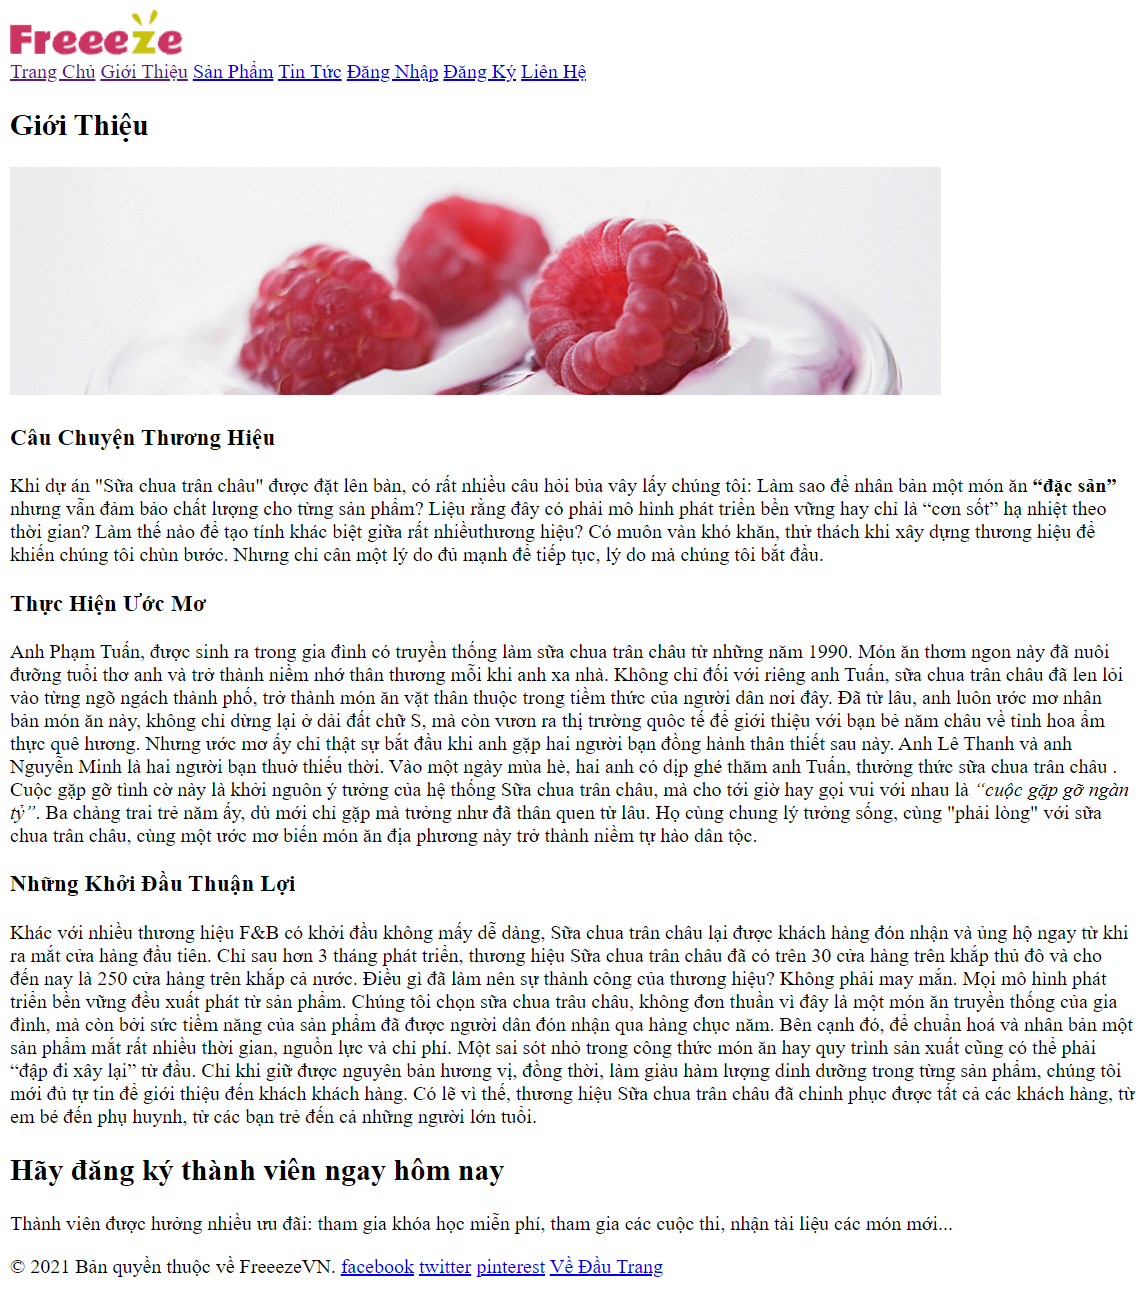 Freeeze
Trang Chủ Giới Thiệu Sản Phẩm Tin Tức Đăng Nhập Đăng Ký Liên Hệ
Giới Thiệu
Câu Chuyện Thương Hiệu
Khi dự án "Sữa chua trân châu" được đặt lên bàn, có rất nhiều câu hỏi bủa vây lấy chúng tôi: Làm sao để nhân bản một món ăn “đặc sản”
nhưng vẫn đảm bảo chất lượng cho từng sản phẩm? Liệu rằng đây có phải mô hình phát triển bền vững hay chỉ là “cơn sốt” hạ nhiệt theo
thời gian? Làm thế nào để tạo tính khác biệt giữa rất nhiềuthương hiệu? Có muôn vàn khó khăn, thử thách khi xây dựng thương hiệu để
khiến chúng tôi chùn bước. Nhưng chỉ cân một lý do đủ mạnh để tiếp tục, lý do mà chúng tôi bắt đầu.
Thực Hiện Ước Mơ
Anh Phạm Tuấn, được sinh ra trong gia đình có truyền thống làm sữa chua trân châu từ những năm 1990. Món ăn thơm ngon này đã nuôi
đưỡng tuổi thơ anh và trở thành niềm nhớ thân thương mỗi khi anh xa nhà. Không chỉ đối với riêng anh Tuấn, sữa chua trân châu đã len lỏi
vào từng ngõ ngách thành phố, trở thành món ăn vặt thân thuộc trong tiềm thức của người dân nơi đây. Đã từ lâu, anh luôn ước mơ nhân
bản món ăn này, không chỉ dừng lại ở dải đất chữ S, mà còn vươn ra thị trường quôc tế để giới thiệu với bạn bè năm châu về tinh hoa ẩm
thực quê hương. Nhưng ước mơ ấy chỉ thật sự bắt đầu khi anh gặp hai người bạn đồng hành thân thiết sau này. Anh Lê Thanh và anh
Nguyễn Minh là hai người bạn thuở thiếu thời. Vào một ngày mùa hè, hai anh có dịp ghé thăm anh Tuấn, thưởng thức sữa chua trân châu .
Cuộc gặp gỡ tình cờ này là khởi nguôn ý tưởng của hệ thống Sữa chua trân châu, mà cho tới giờ hay gọi vui với nhau là “cuộc gặp gỡ ngàn
tỷ”. Ba chàng trai trẻ năm ấy, dù mới chỉ gặp mà tưởng như đã thân quen từ lâu. Họ cùng chung lý tưởng sống, cùng "phải lòng" với sữa
chua trân châu, cùng một ước mơ biến món ăn địa phương này trở thành niềm tự hào dân tộc.
Những Khởi Đầu Thuận Lợi
Khác với nhiều thương hiệu F&B có khởi đầu không mấy dễ dàng, Sữa chua trân châu lại được khách hàng đón nhận và ủng hộ ngay từ khi
ra mắt cửa hàng đầu tiên. Chỉ sau hơn 3 tháng phát triển, thương hiệu Sữa chua trân châu đã có trên 30 cửa hàng trên khắp thủ đô và cho
đến nay là 250 cửa hàng trên khắp cả nước. Điều gì đã làm nên sự thành công của thương hiệu? Không phải may mắn. Mọi mô hình phát
triển bền vững đều xuất phát từ sản phẩm. Chúng tôi chọn sữa chua trâu châu, không đơn thuần vì đây là một món ăn truyền thống của gia
đình, mà còn bởi sức tiềm năng của sản phẩm đã được người dân đón nhận qua hàng chục năm. Bên cạnh đó, để chuẩn hoá và nhân bản một
sản phẩm mắt rất nhiều thời gian, nguồn lực và chi phí. Một sai sót nhỏ trong công thức món ăn hay quy trình sản xuất cũng có thể phải
“đập đi xây lại” từ đầu. Chỉ khi giữ được nguyên bản hương vị, đồng thời, làm giàu hàm lượng dinh dưỡng trong từng sản phẩm, chúng tôi
mới đủ tự tin để giới thiệu đến khách khách hàng. Có lẽ vì thế, thương hiệu Sữa chua trân châu đã chinh phục được tất cả các khách hàng, từ
em bé đến phụ huynh, từ các bạn trẻ đến cả những người lớn tuổi.
Hãy đăng ký thành viên ngay hôm nay
Thành viên được hưởng nhiều ưu đãi: tham gia khóa học miễn phí, tham gia các cuộc thi, nhận tài liệu các món mới...
© 2021 Bản quyền thuộc về FreeezeVN. facebook twitter pinterest Về Đầu Trang